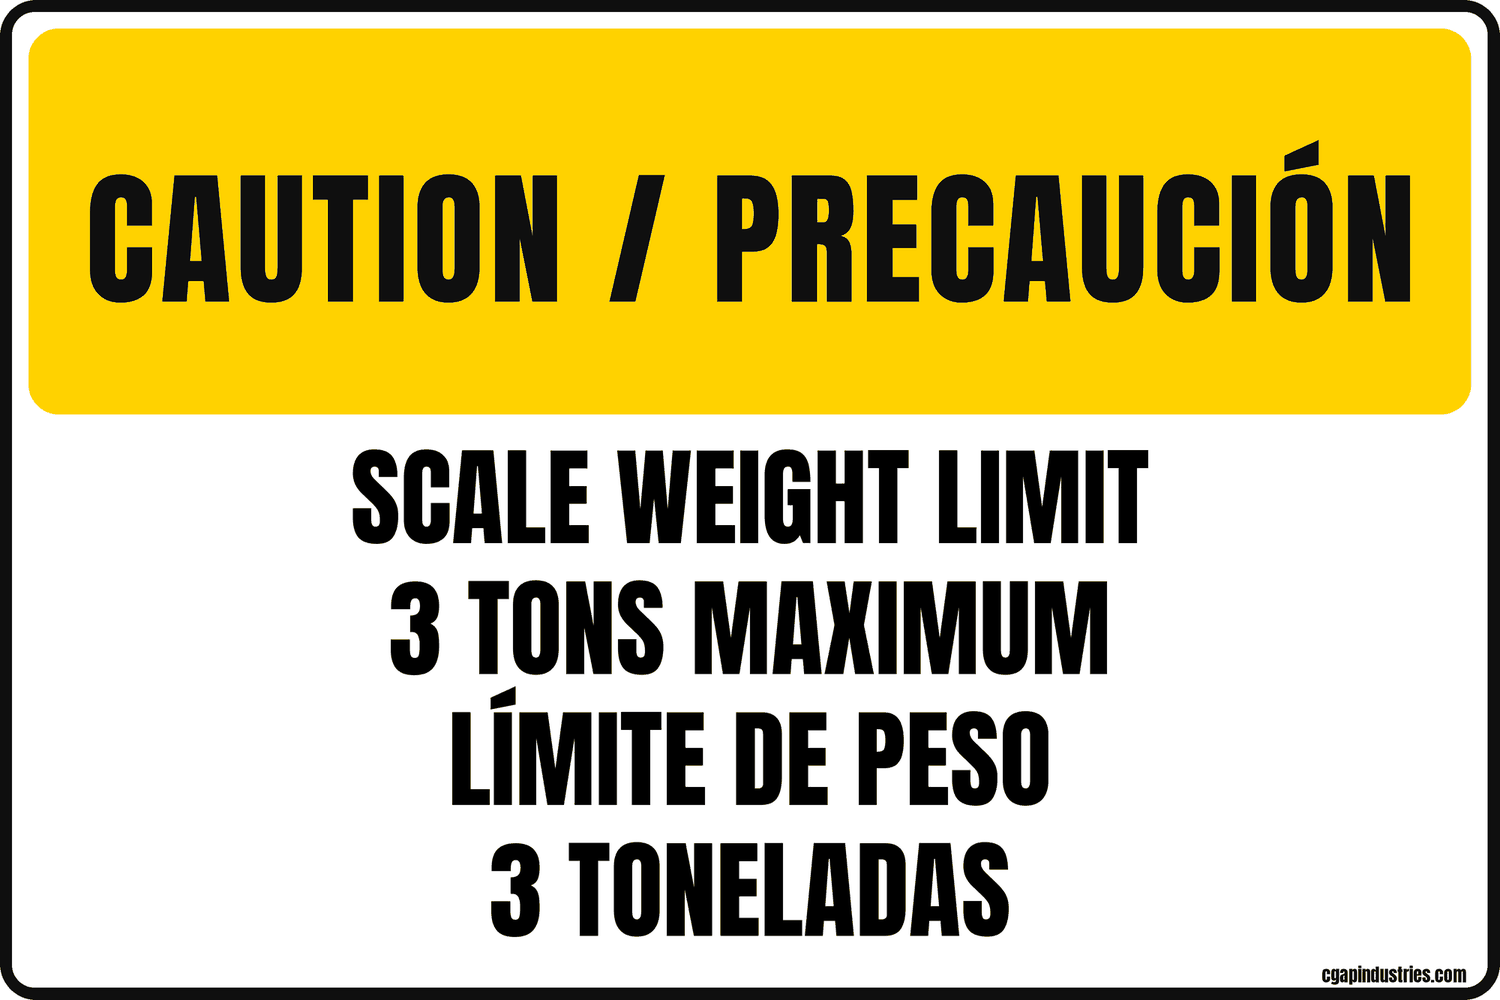 CAUTION / PRECAUCIÓN
SCALE WEIGHT LIMIT
3 TONS MAXIMUM
LÍMITE DE PESO
3 TONELADAS
cgapindustries.com